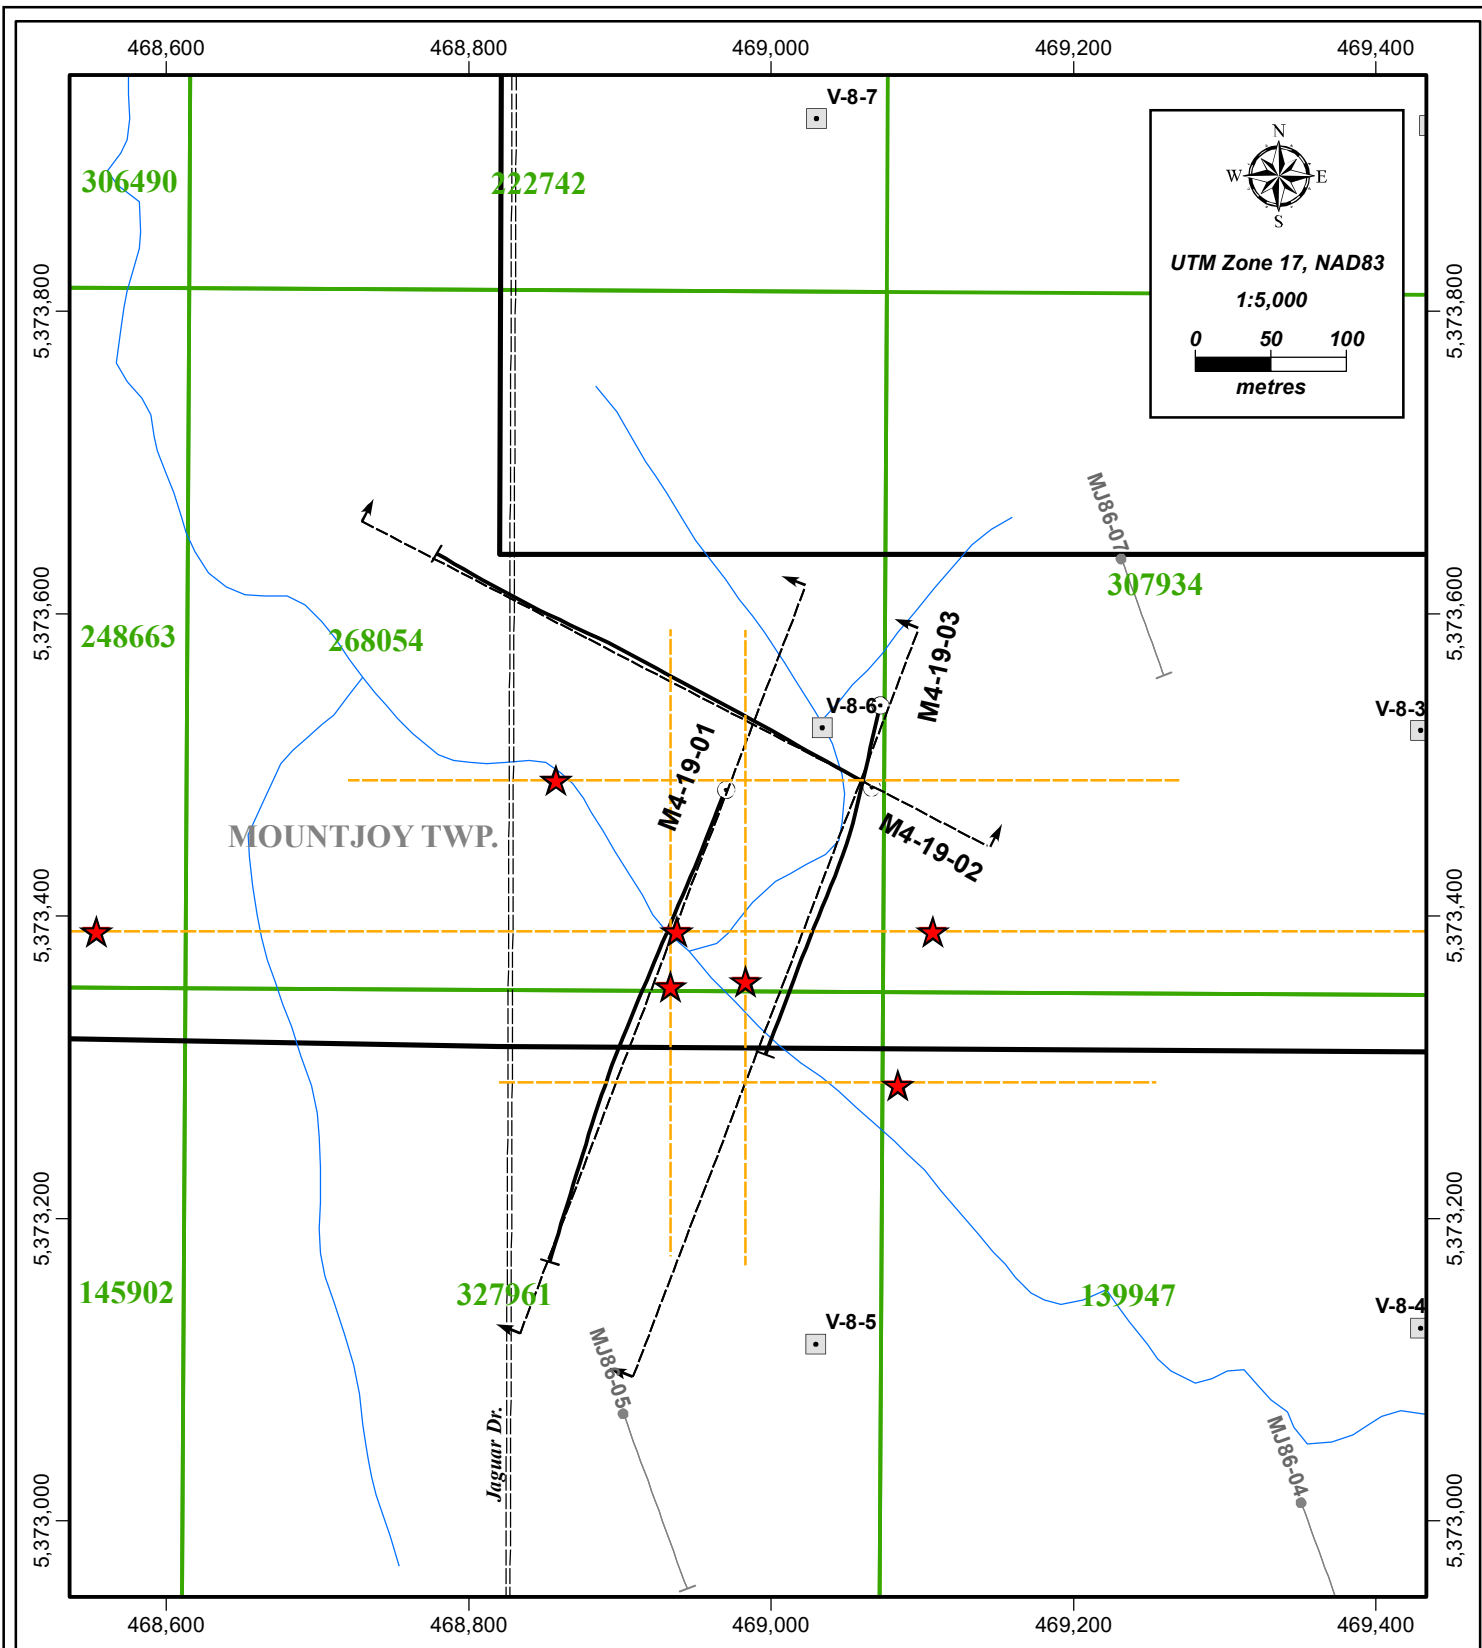 468,600
468,800
469,000
469,200
469,400
V-8-7
N
W
E
S
306490
222742
UTM Zone 17, NAD83
1:5,000
0 50 100
metres
5,373,800
5,373,800
MJ86-07
307934
5,373,600
5,373,600
248663
268054
M4-19-03
V-8-6
V-8-3
M4-19-01
MOUNTJOY TWP.
M4-19-02
5,373,400
5,373,400
5,373,200
5,373,200
145902
327961
139947
V-8-5
V-8-4
MJ86-05
Jaguar Dr.
MJ86-04
5,373,000
5,373,000
468,600
468,800
469,000
469,200
469,400